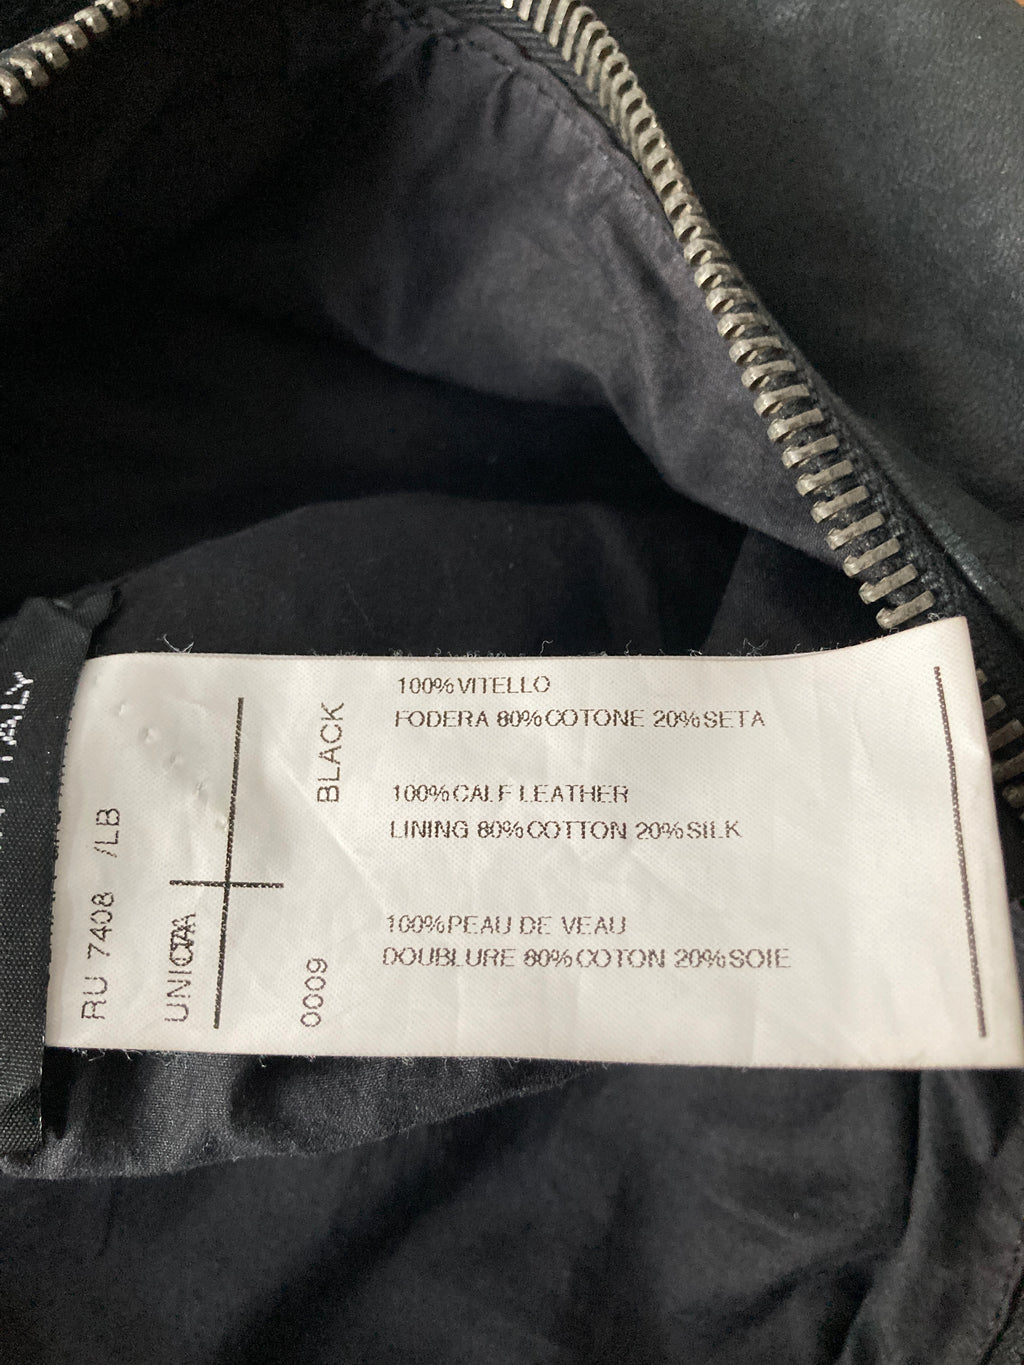 100%VITELLO
FODERA 80%COTONE 20%SETA
100%CALF LEATHER
LINING 80%COTTON 20%SILK
100%PEAU DE VEAU
DOUBLURE 80%COTON 20%SOIE
BLACK
0009
RU 7408 /LB
ITALY